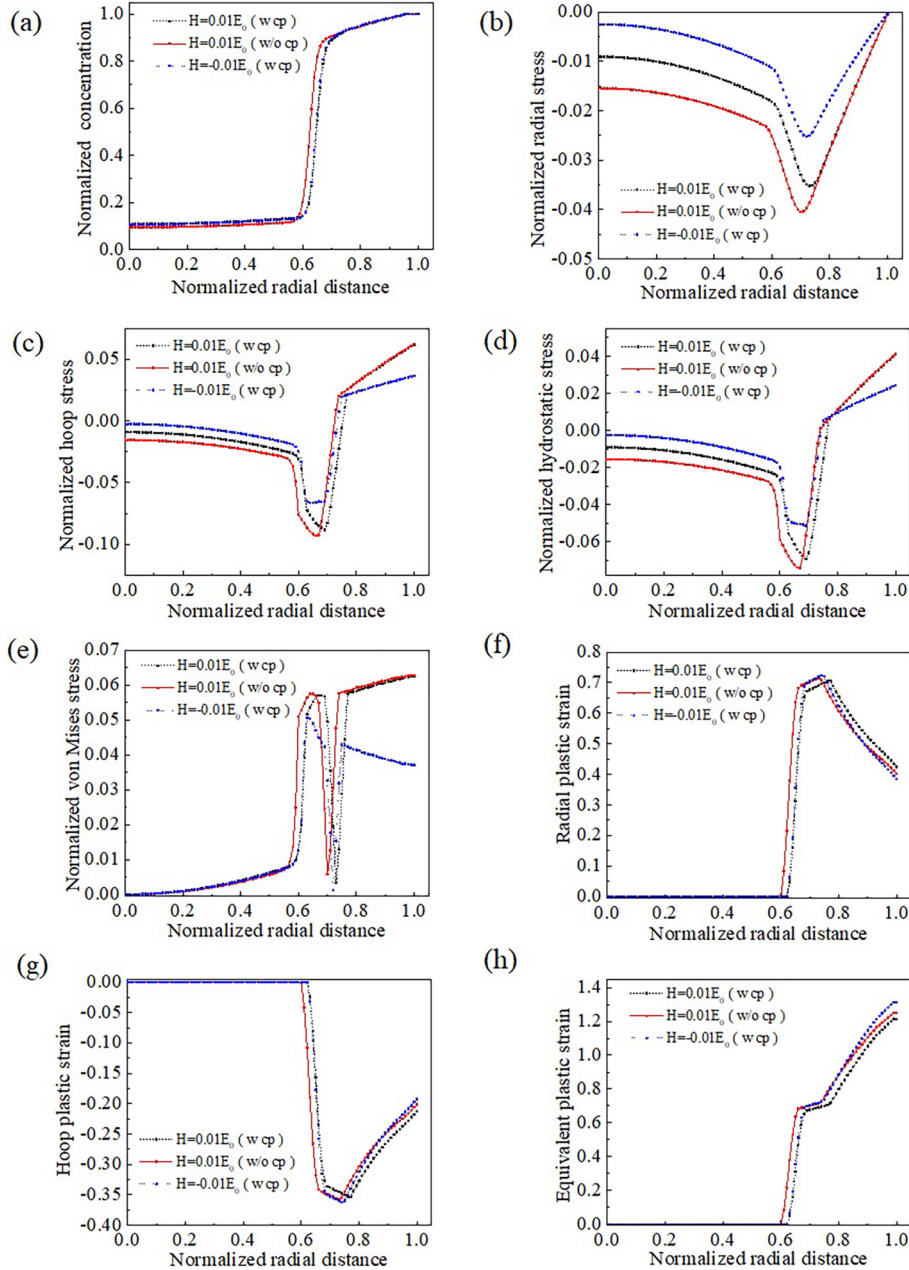 (a)
Normalized concentration
1.0
0.8
0.6
0.4
0.2
0.0
H=0.01E0 ( w cp )
H=0.01E0 ( w/o cp )
H=-0.01E0 ( w cp )
0.0 0.2 0.4 0.6 0.8 1.0
Normalized radial distance
(b)
Normalized radial stress
0.00
-0.01
-0.02
-0.03
-0.04
-0.05
H=0.01E0 ( w cp )
H=0.01E0 ( w/o cp )
H=-0.01E0 ( w cp )
0.0 0.2 0.4 0.6 0.8 1.0
Normalized radial distance
(c)
Normalized hoop stress
0.05
0.00
-0.05
-0.10
H=0.01E0 ( w cp )
H=0.01E0 ( w/o cp )
H=-0.01E0 ( w cp )
0.0 0.2 0.4 0.6 0.8 1.0
Normalized radial distance
(d)
Normalized hydrostatic stress
0.04
0.02
0.00
-0.02
-0.04
-0.06
H=0.01E0 ( w cp )
H=0.01E0 ( w/o cp )
H=-0.01E0 ( w cp )
0.0 0.2 0.4 0.6 0.8 1.0
Normalized radial distance
(e)
Normalized von Mises stress
0.07
0.06
0.05
0.04
0.03
0.02
0.01
0.00
H=0.01E0 ( w cp )
H=0.01E0 ( w/o cp )
H=-0.01E0 ( w cp )
0.0 0.2 0.4 0.6 0.8 1.0
Normalized radial distance
(f)
Radial plastic strain
0.8
0.7
0.6
0.5
0.4
0.3
0.2
0.1
0.0
H=0.01E0 ( w cp )
H=0.01E0 ( w/o cp )
H=-0.01E0 ( w cp )
0.0 0.2 0.4 0.6 0.8 1.0
Normalized radial distance
(g)
Hoop plastic strain
0.00
-0.05
-0.10
-0.15
-0.20
-0.25
-0.30
-0.35
-0.40
H=0.01E0 ( w cp )
H=0.01E0 ( w/o cp )
H=-0.01E0 ( w cp )
0.0 0.2 0.4 0.6 0.8 1.0
Normalized radial distance
(h)
Equivalent plastic strain
1.4
1.2
1.0
0.8
0.6
0.4
0.2
0.0
H=0.01E0 ( w cp )
H=0.01E0 ( w/o cp )
H=-0.01E0 ( w cp )
0.0 0.2 0.4 0.6 0.8 1.0
Normalized radial distance